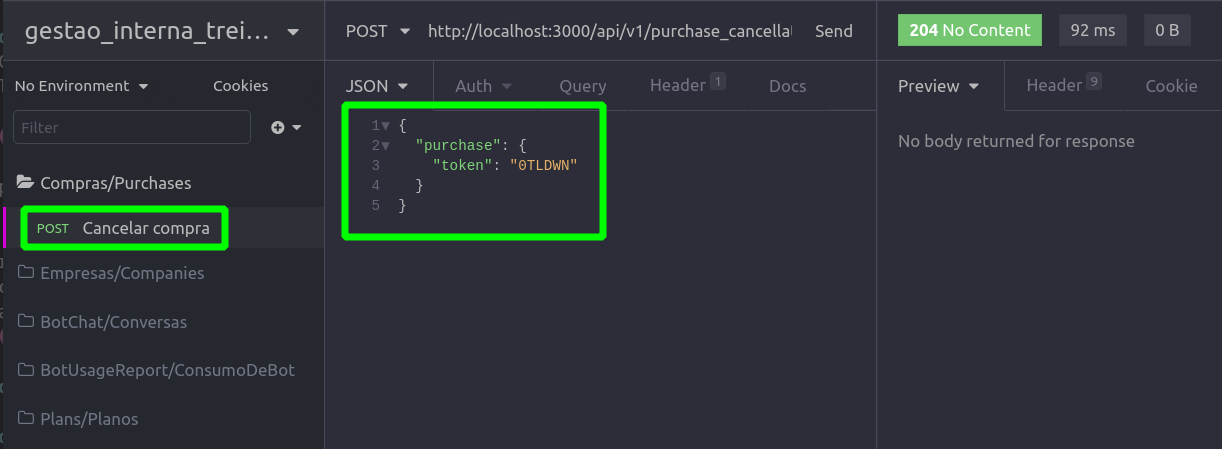 gestao_interna_trei...
No Environment
Cookies
Filter
Compras/Purchases
POST Cancelar compra
Empresas/Companies
BotChat/Conversas
BotUsageReport/ConsumoDeBot
Plans/Planos
POST http://localhost:3000/api/v1/purchase_cancella Send
JSON Auth Query Header 1 Docs
1 {
2 "purchase": {
3 "token": "0TLDWN"
4 }
5 }
204 No Content 92 ms 0 B
Preview Header 9 Cookie
No body returned for response